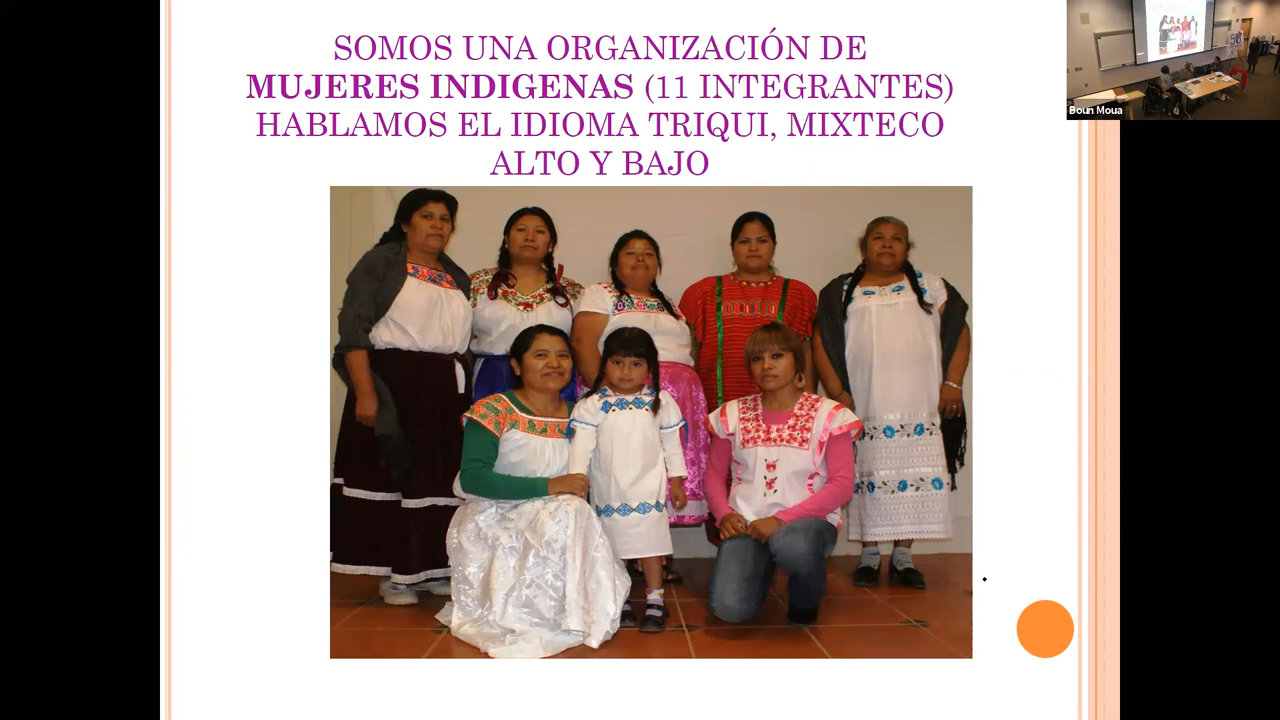 SOMOS UNA ORGANIZACIÓN DE
MUJERES INDIGENAS (11 INTEGRANTES)
HABLAMOS EL IDIOMA TRIQUI, MIXTECO
ALTO Y BAJO
Boun Moua